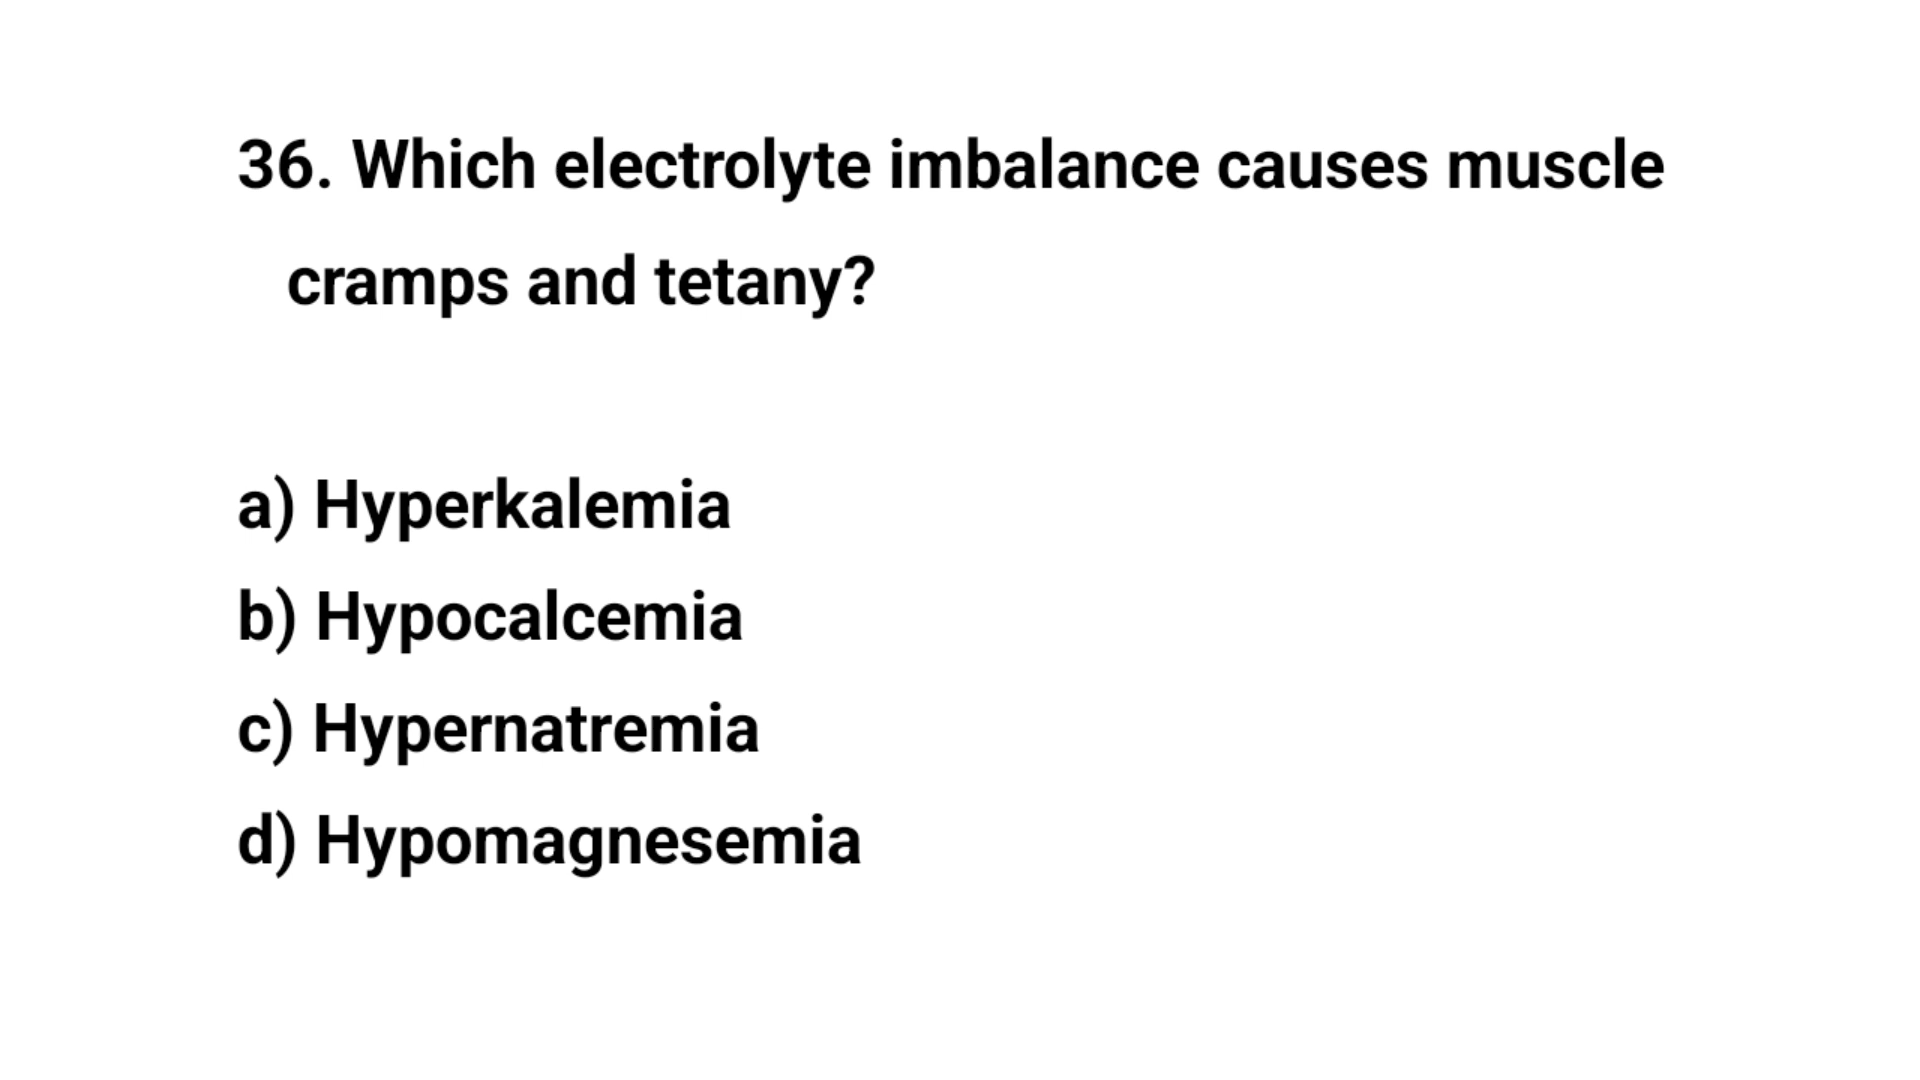 36. Which electrolyte imbalance causes muscle
cramps and tetany?
a) Hyperkalemia
b) Hypocalcemia
c) Hypernatremia
d) Hypomagnesemia